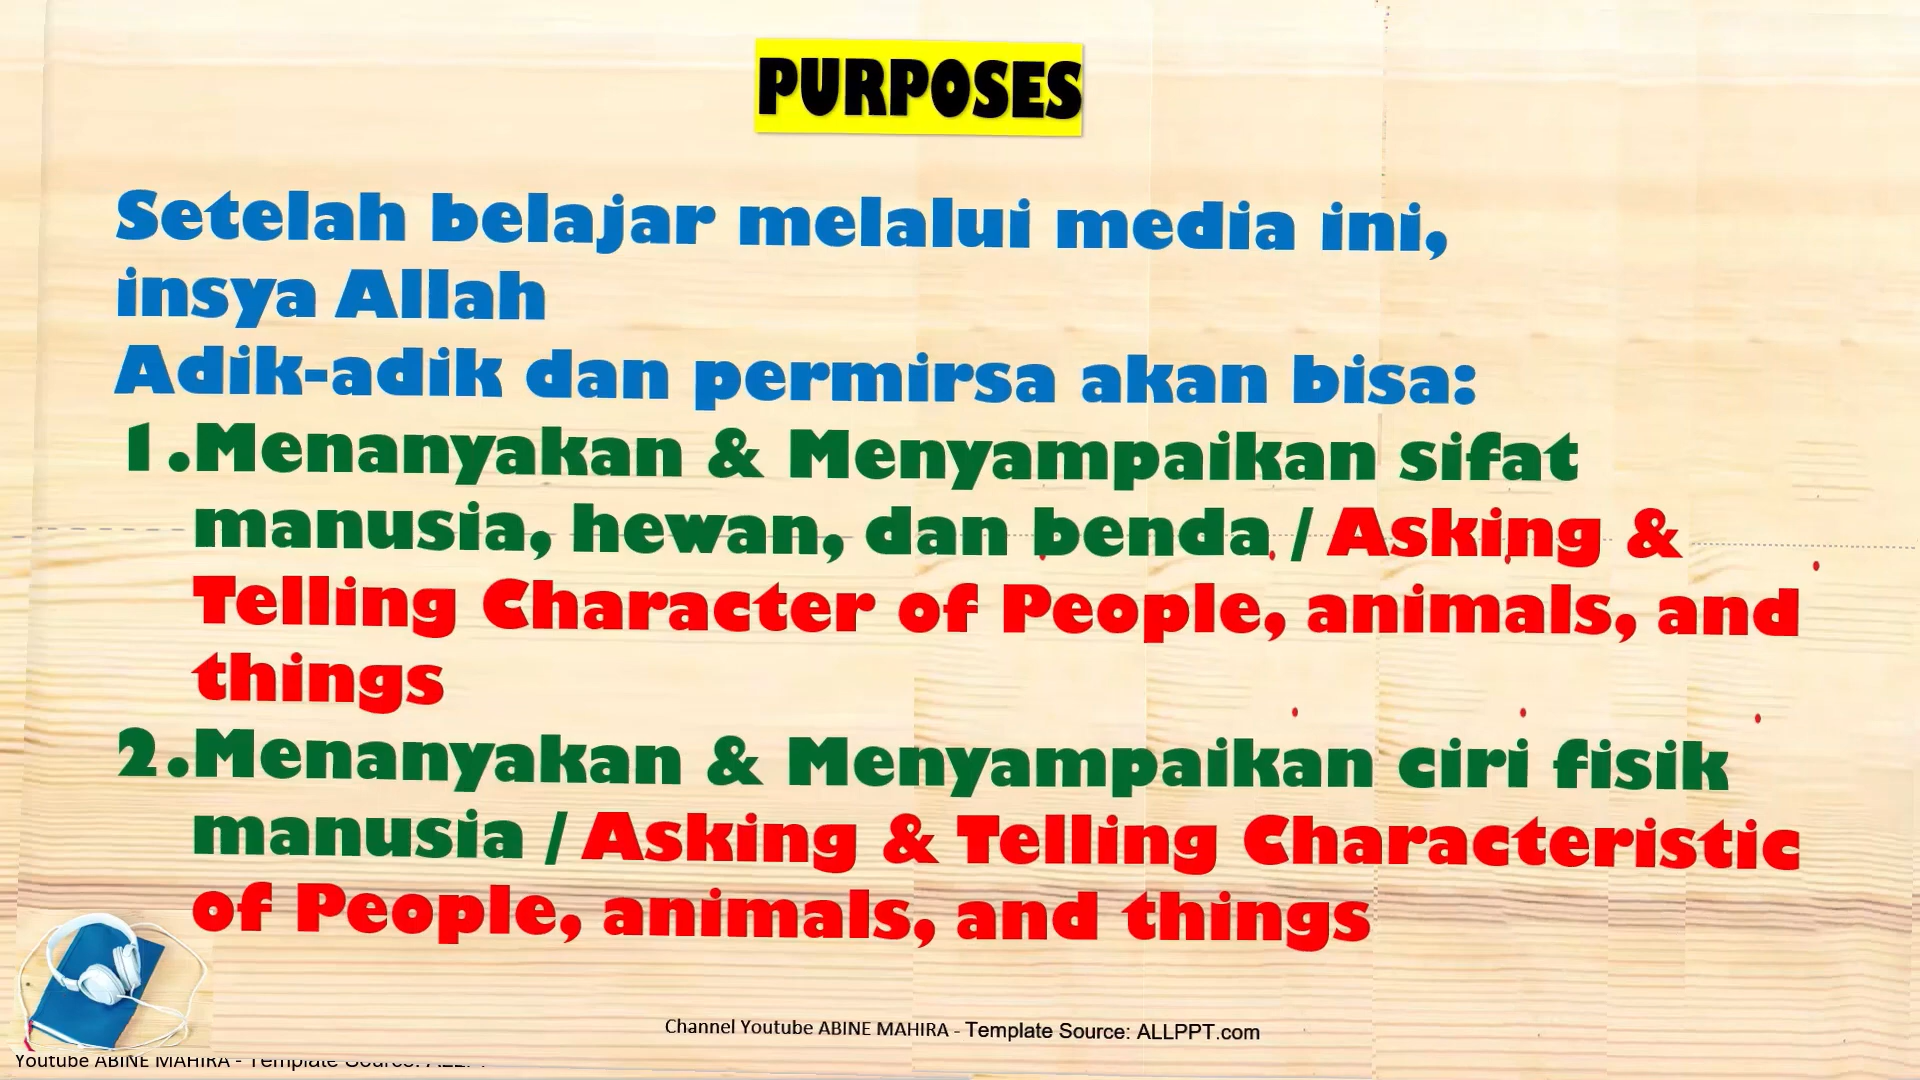 PURPOSES
Setelah belajar melalui media ini,
insya Allah
Adik-adik dan permirsa akan bisa:
1.Menanyakan & Menyampaikan sifat
manusia, hewan, dan benda / Asking &
Telling Character of People, animals, and
things
2.Menanyakan & Menyampaikan ciri fisik
manusia / Asking & Telling Characteristic
of People, animals, and things
Channel Youtube ABINE MAHIRA - Template Source: ALLPPT.com
Youtube ABINE MAHIRA - Template Source: